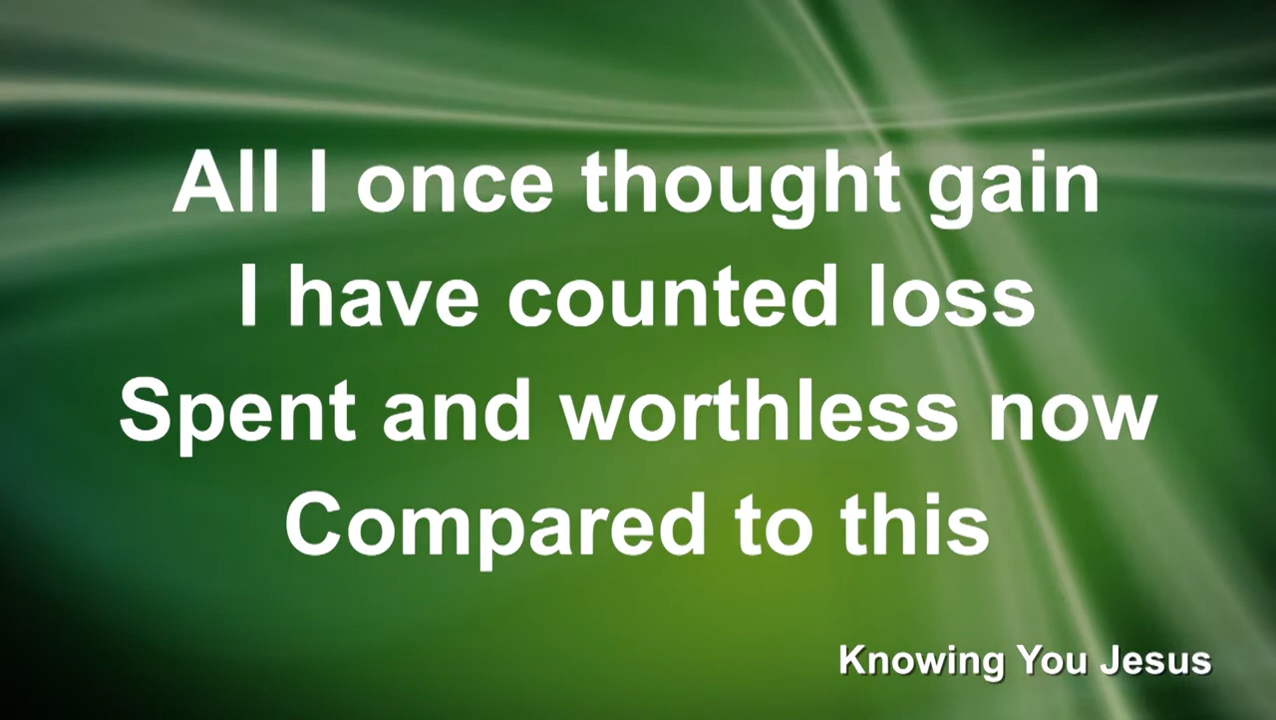 All I once thought gain
I have counted loss
Spent and worthless now
Compared to this
Knowing You Jesus